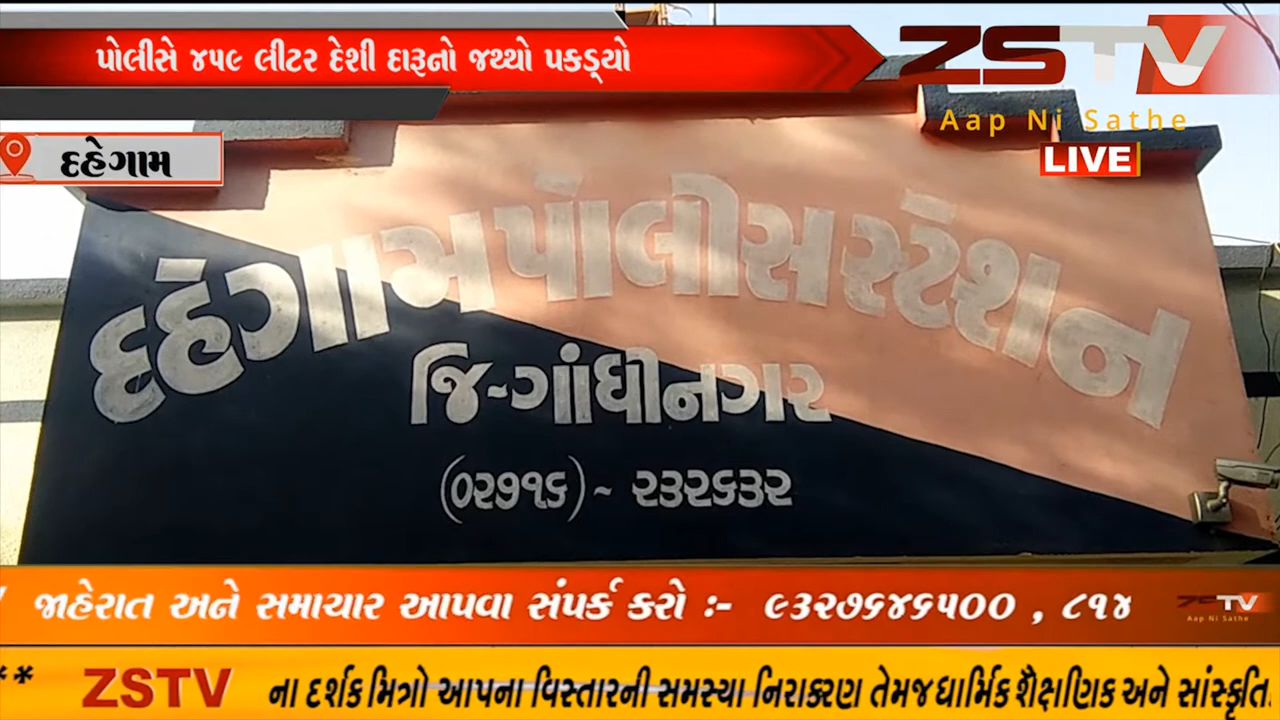 પોલીસે ૪૫૯ લીટર દેશી દારૂનો જથ્થો પકડ્યો
ZSTV
Aap Ni Sathe
LIVE
દહેગામ
દહેગામ પોલીસ સ્ટેશન
જિ-ગાંધીનગર
(૦૨૭૧૬) - ૨૩૨૬૩૨
જાહેરાત અને સમાચાર આપવા સંપર્ક કરો :- ૯૩૨૭૬૪૬૫૦૦ , ૮૧૪
ZSTV
Aap Ni Sathe
** ZSTV ના દર્શક મિત્રો આપના વિસ્તારની સમસ્યા નિરાકરણ તેમજ ધાર્મિક શૈક્ષણિક અને સાંસ્કૃતિ